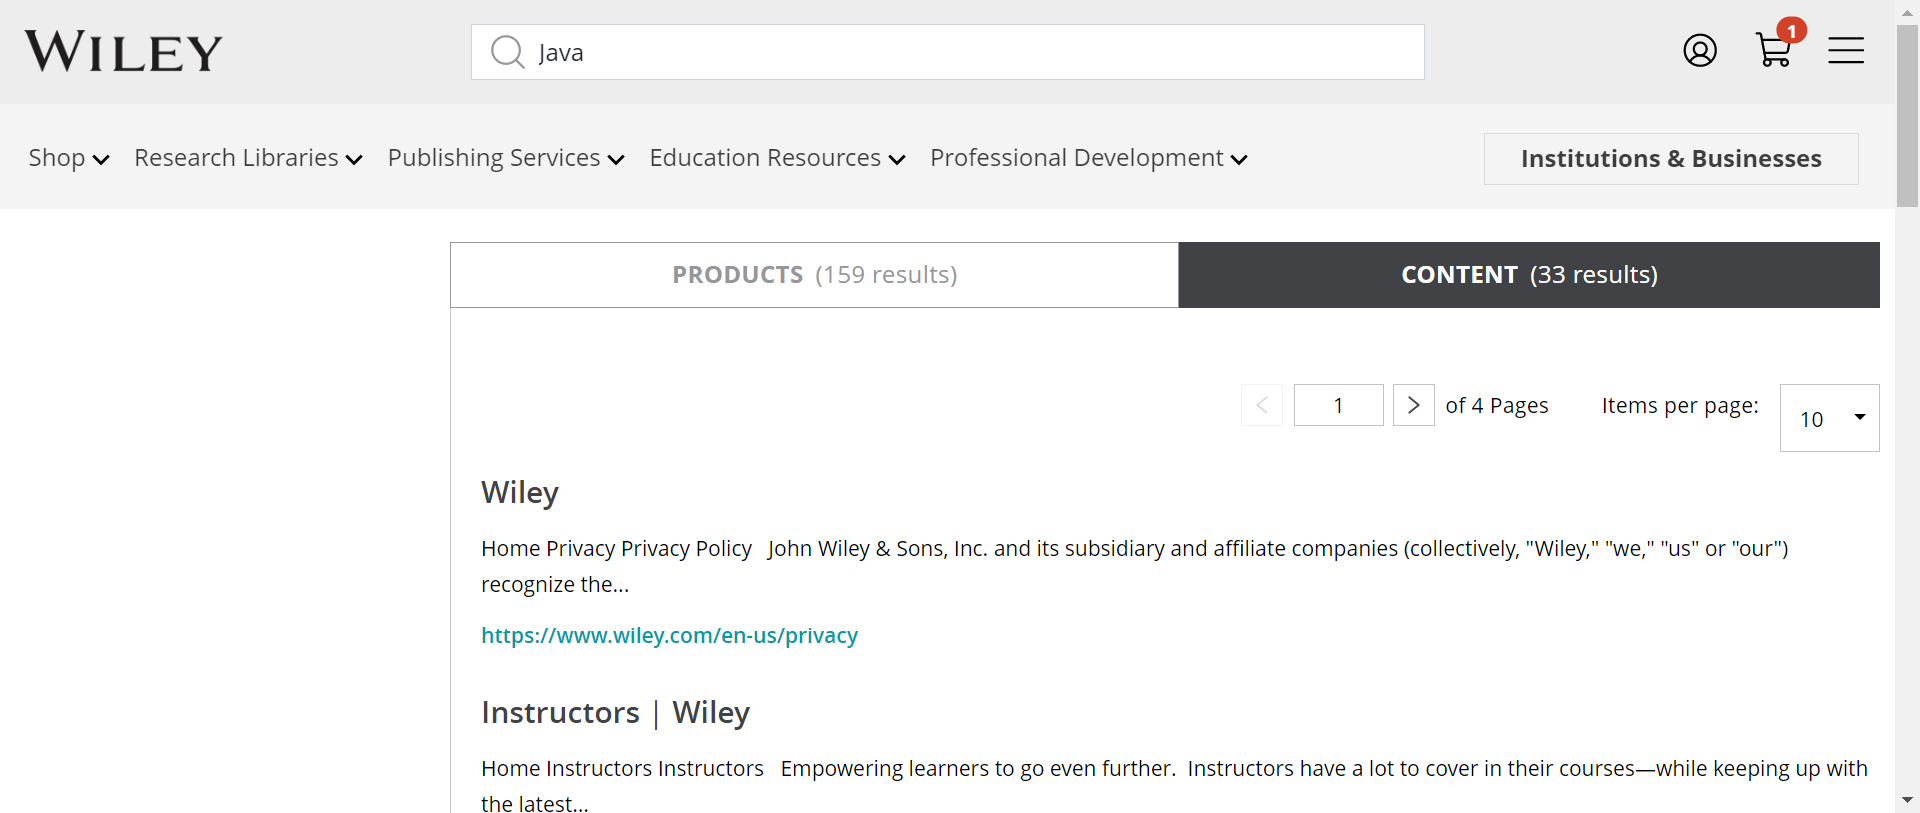 WILEY
Java
1
Shop
Research Libraries
Publishing Services
Education Resources
Professional Development
Institutions & Businesses
PRODUCTS (159 results)
CONTENT (33 results)
1
of 4 Pages
Items per page:
10
Wiley
Home Privacy Privacy Policy John Wiley & Sons, Inc. and its subsidiary and affiliate companies (collectively, "Wiley," "we," "us" or "our")
recognize the...
https://www.wiley.com/en-us/privacy
Instructors | Wiley
Home Instructors Instructors Empowering learners to go even further. Instructors have a lot to cover in their courses—while keeping up with
the latest...